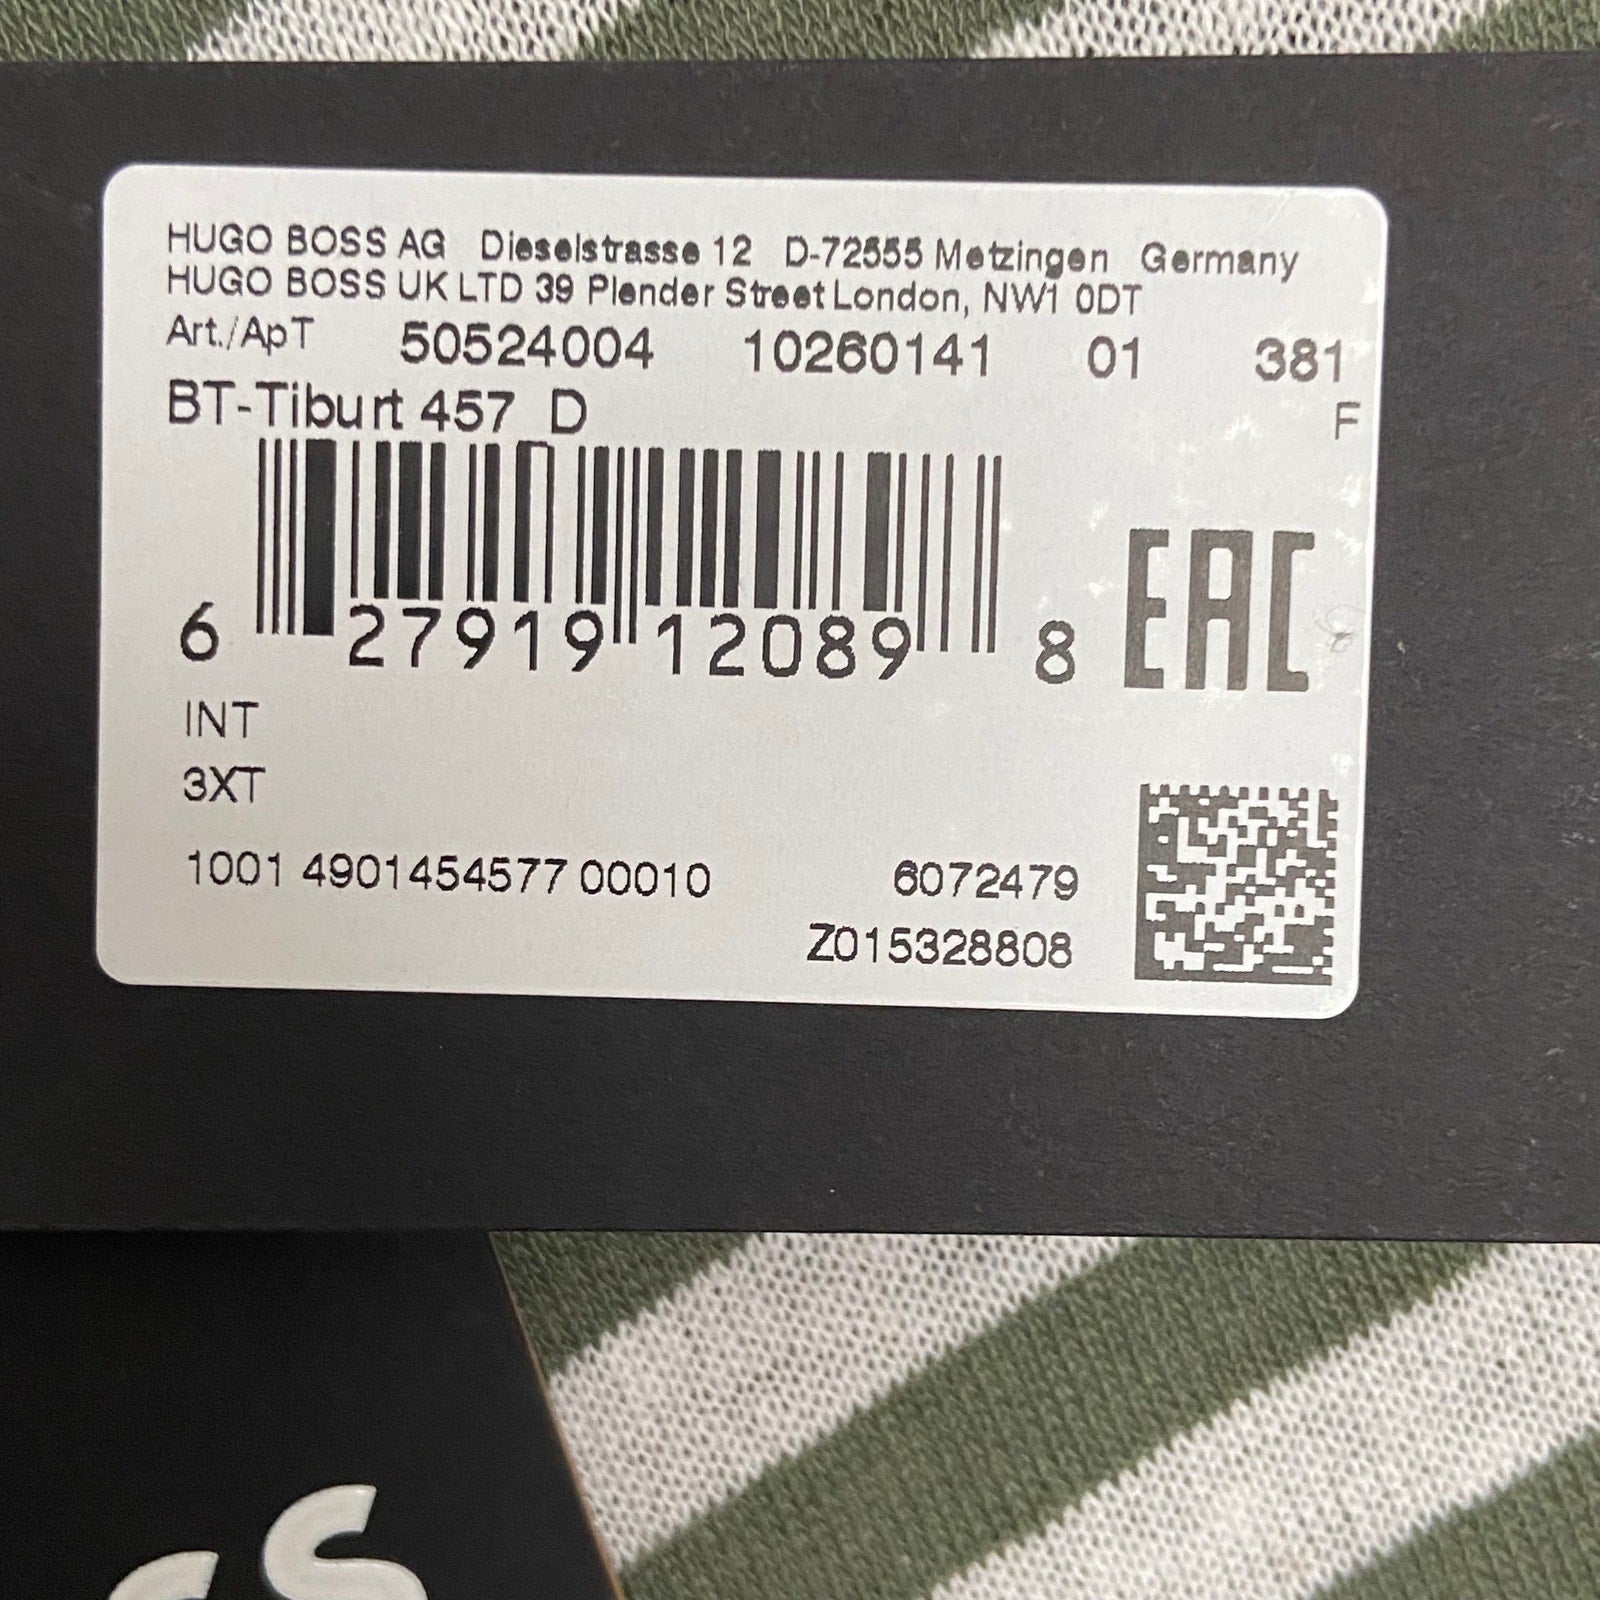 HUGO BOSS AG Dieselstrasse 12 D-72555 Metzingen Germany
HUGO BOSS UK LTD 39 Plender Street London, NW1 0DT
Art./ApT 50524004 10260141 01 381
BT-Tiburt 457 D F
6 27919 12089 8
EAC
INT
3XT
1001 4901454577 00010 6072479
Z015328808